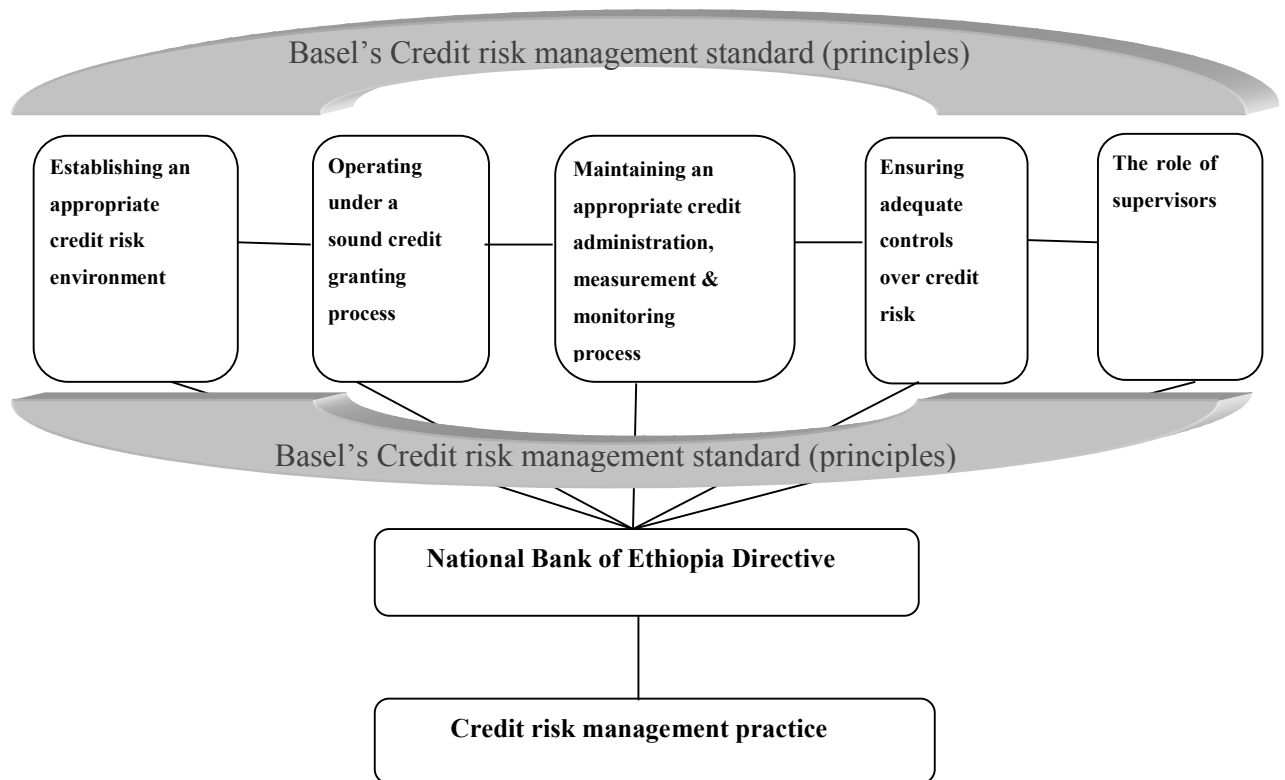 Basel’s Credit risk management standard (principles)
Establishing an
appropriate
credit risk
environment
Operating
under a
sound credit
granting
process
Maintaining an
appropriate credit
administration,
measurement &
monitoring
process
Ensuring
adequate
controls
over credit
risk
The role of
supervisors
Basel’s Credit risk management standard (principles)
National Bank of Ethiopia Directive
Credit risk management practice